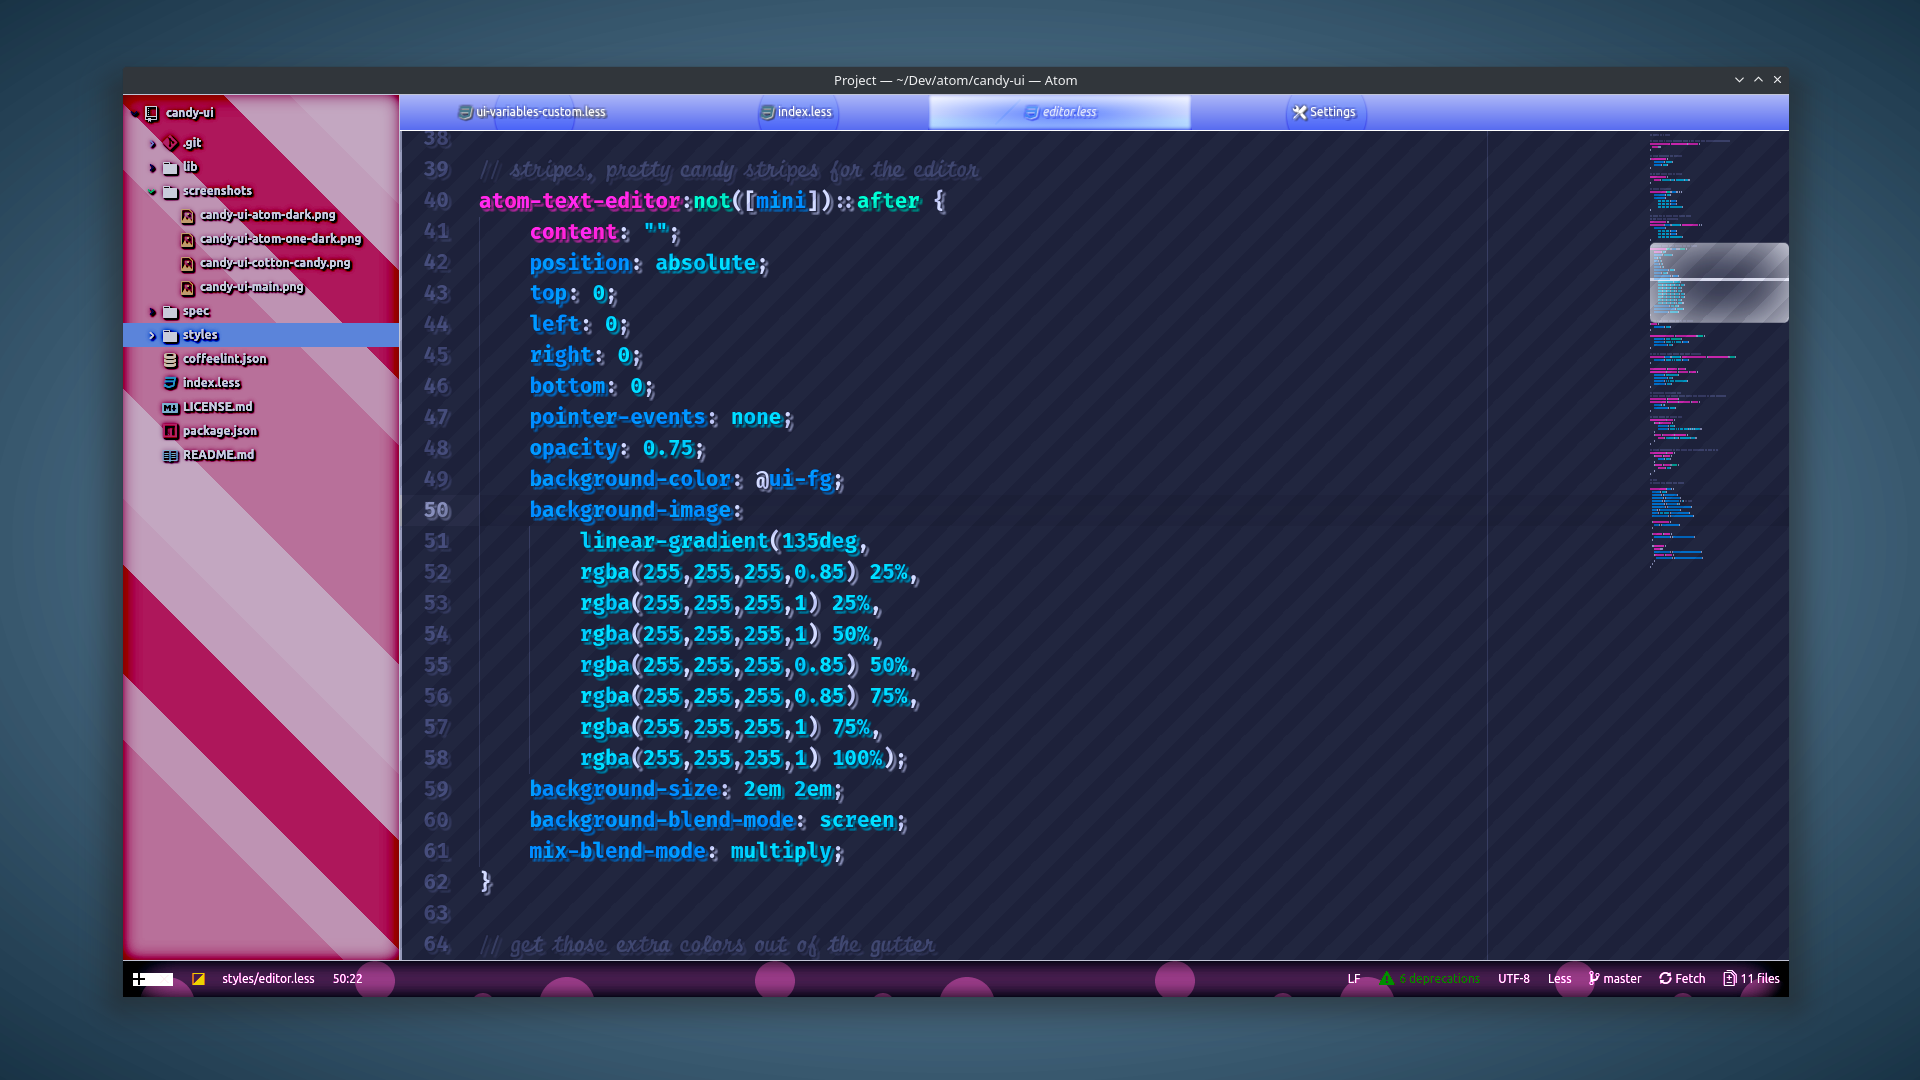 Project — ~/Dev/atom/candy-ui — Atom
candy-ui
.git
lib
screenshots
candy-ui-atom-dark.png
candy-ui-atom-one-dark.png
candy-ui-cotton-candy.png
candy-ui-main.png
spec
styles
coffeelint.json
index.less
LICENSE.md
package.json
README.md
ui-variables-custom.less
index.less
editor.less
Settings
38
39 // stripes, pretty candy stripes for the editor
40 atom-text-editor:not([mini])::after {
41 content: "";
42 position: absolute;
43 top: 0;
44 left: 0;
45 right: 0;
46 bottom: 0;
47 pointer-events: none;
48 opacity: 0.75;
49 background-color: @ui-fg;
50 background-image:
51 linear-gradient(135deg,
52 rgba(255,255,255,0.85) 25%,
53 rgba(255,255,255,1) 25%,
54 rgba(255,255,255,1) 50%,
55 rgba(255,255,255,0.85) 50%,
56 rgba(255,255,255,0.85) 75%,
57 rgba(255,255,255,1) 75%,
58 rgba(255,255,255,1) 100%);
59 background-size: 2em 2em;
60 background-blend-mode: screen;
61 mix-blend-mode: multiply;
62 }
63
64 // get those extra colors out of the gutter
styles/editor.less 50:22
LF 6 deprecations UTF-8 Less master Fetch 11 files